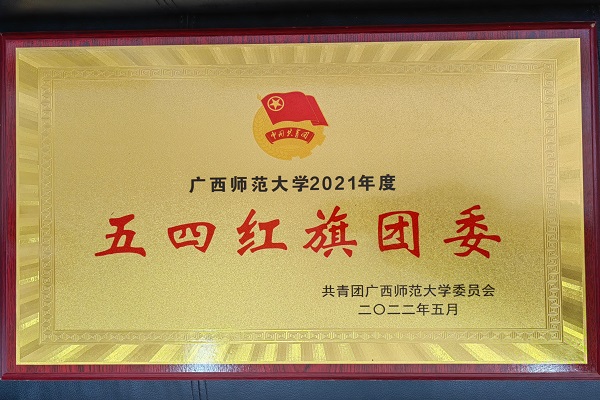 中国共青团
广西师范大学2021年度
五四红旗团委
共青团广西师范大学委员会
二〇二二年五月